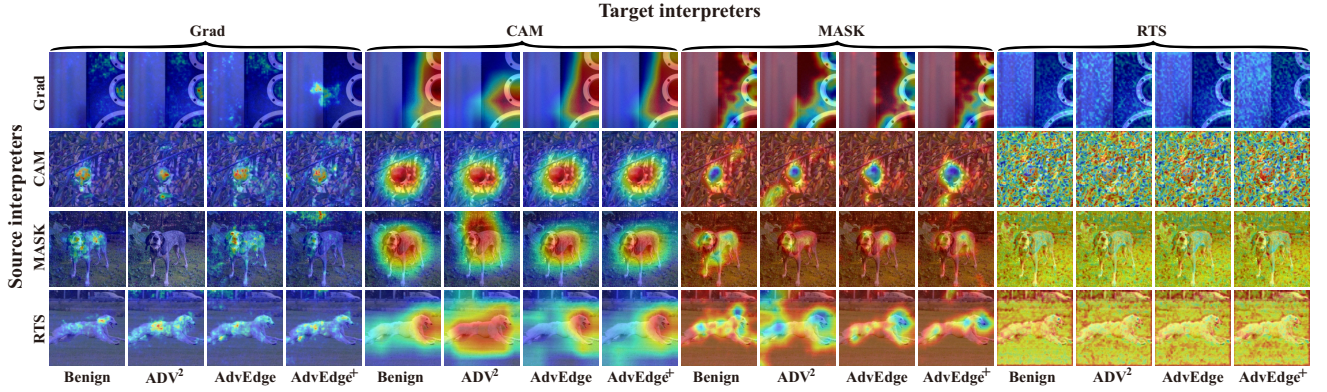 Target interpreters
Grad CAM MASK RTS
Source interpreters
Grad
CAM
MASK
RTS
Benign ADV² AdvEdge AdvEdge⁺ Benign ADV² AdvEdge AdvEdge⁺ Benign ADV² AdvEdge AdvEdge⁺ Benign ADV² AdvEdge AdvEdge⁺